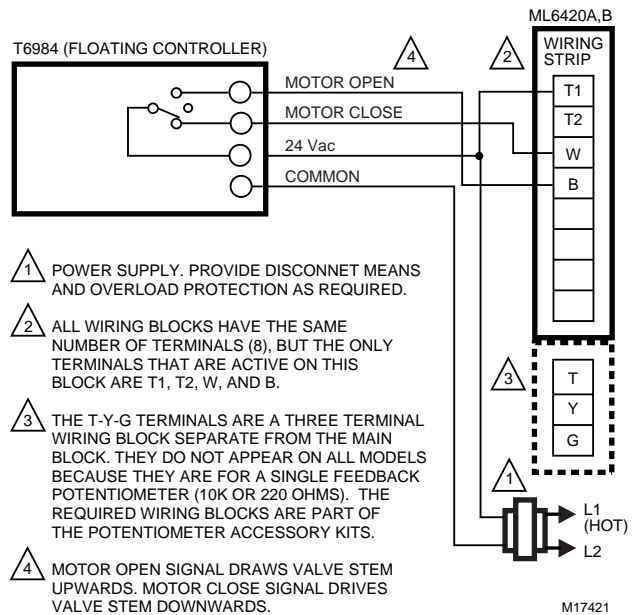 ML6420A,B
T6984 (FLOATING CONTROLLER)
4
2
WIRING
STRIP
MOTOR OPEN
T1
MOTOR CLOSE
T2
24 Vac
W
COMMON
B
1 POWER SUPPLY. PROVIDE DISCONNET MEANS
AND OVERLOAD PROTECTION AS REQUIRED.
2 ALL WIRING BLOCKS HAVE THE SAME
NUMBER OF TERMINALS (8), BUT THE ONLY
TERMINALS THAT ARE ACTIVE ON THIS
BLOCK ARE T1, T2, W, AND B.
3 THE T-Y-G TERMINALS ARE A THREE TERMINAL
WIRING BLOCK SEPARATE FROM THE MAIN
BLOCK. THEY DO NOT APPEAR ON ALL MODELS
BECAUSE THEY ARE FOR A SINGLE FEEDBACK
POTENTIOMETER (10K OR 220 OHMS). THE
REQUIRED WIRING BLOCKS ARE PART OF
THE POTENTIOMETER ACCESSORY KITS.
4 MOTOR OPEN SIGNAL DRAWS VALVE STEM
UPWARDS. MOTOR CLOSE SIGNAL DRIVES
VALVE STEM DOWNWARDS.
3
T
Y
G
1
L1
(HOT)
L2
M17421